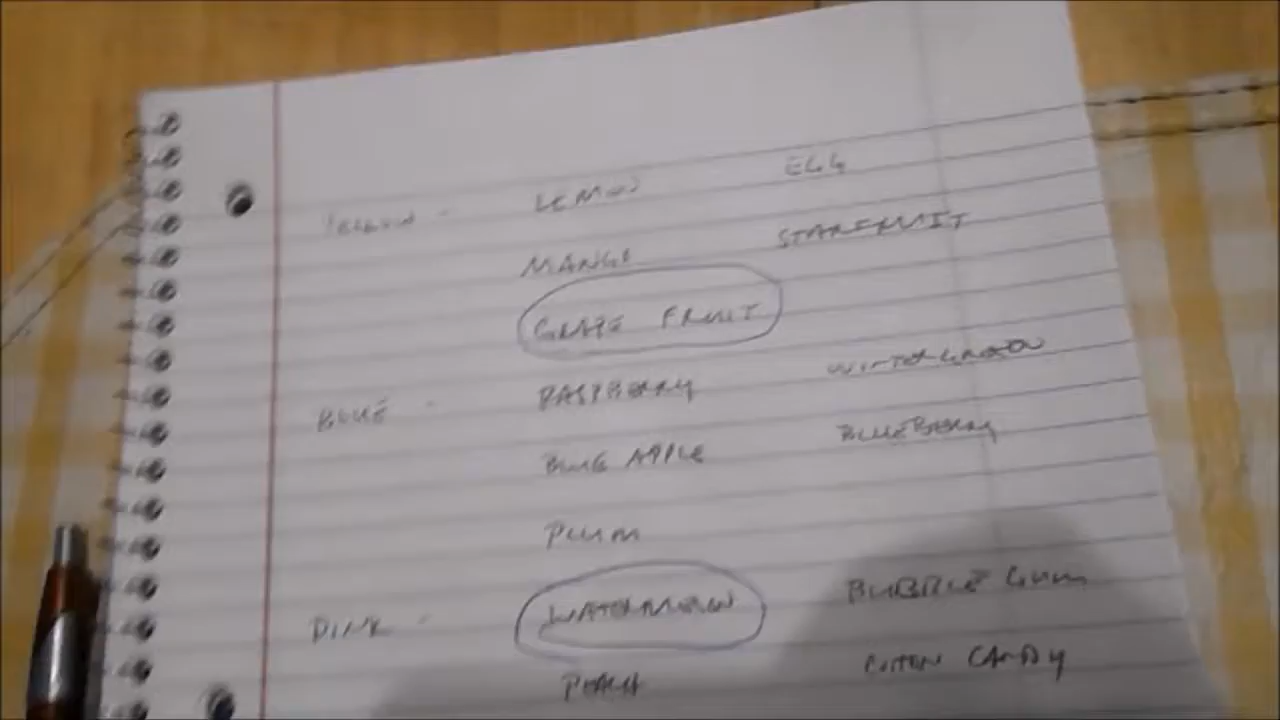 YELLOW - LEMON EGG
MANGO STARFRUIT
GRAPE FRUIT
BLUE - RASPBERRY WINTERGREEN
BLUE APPLE BLUEBERRY
PLUM
PINK - WATERMELON BUBBLE GUM
PEACH COTTON CANDY